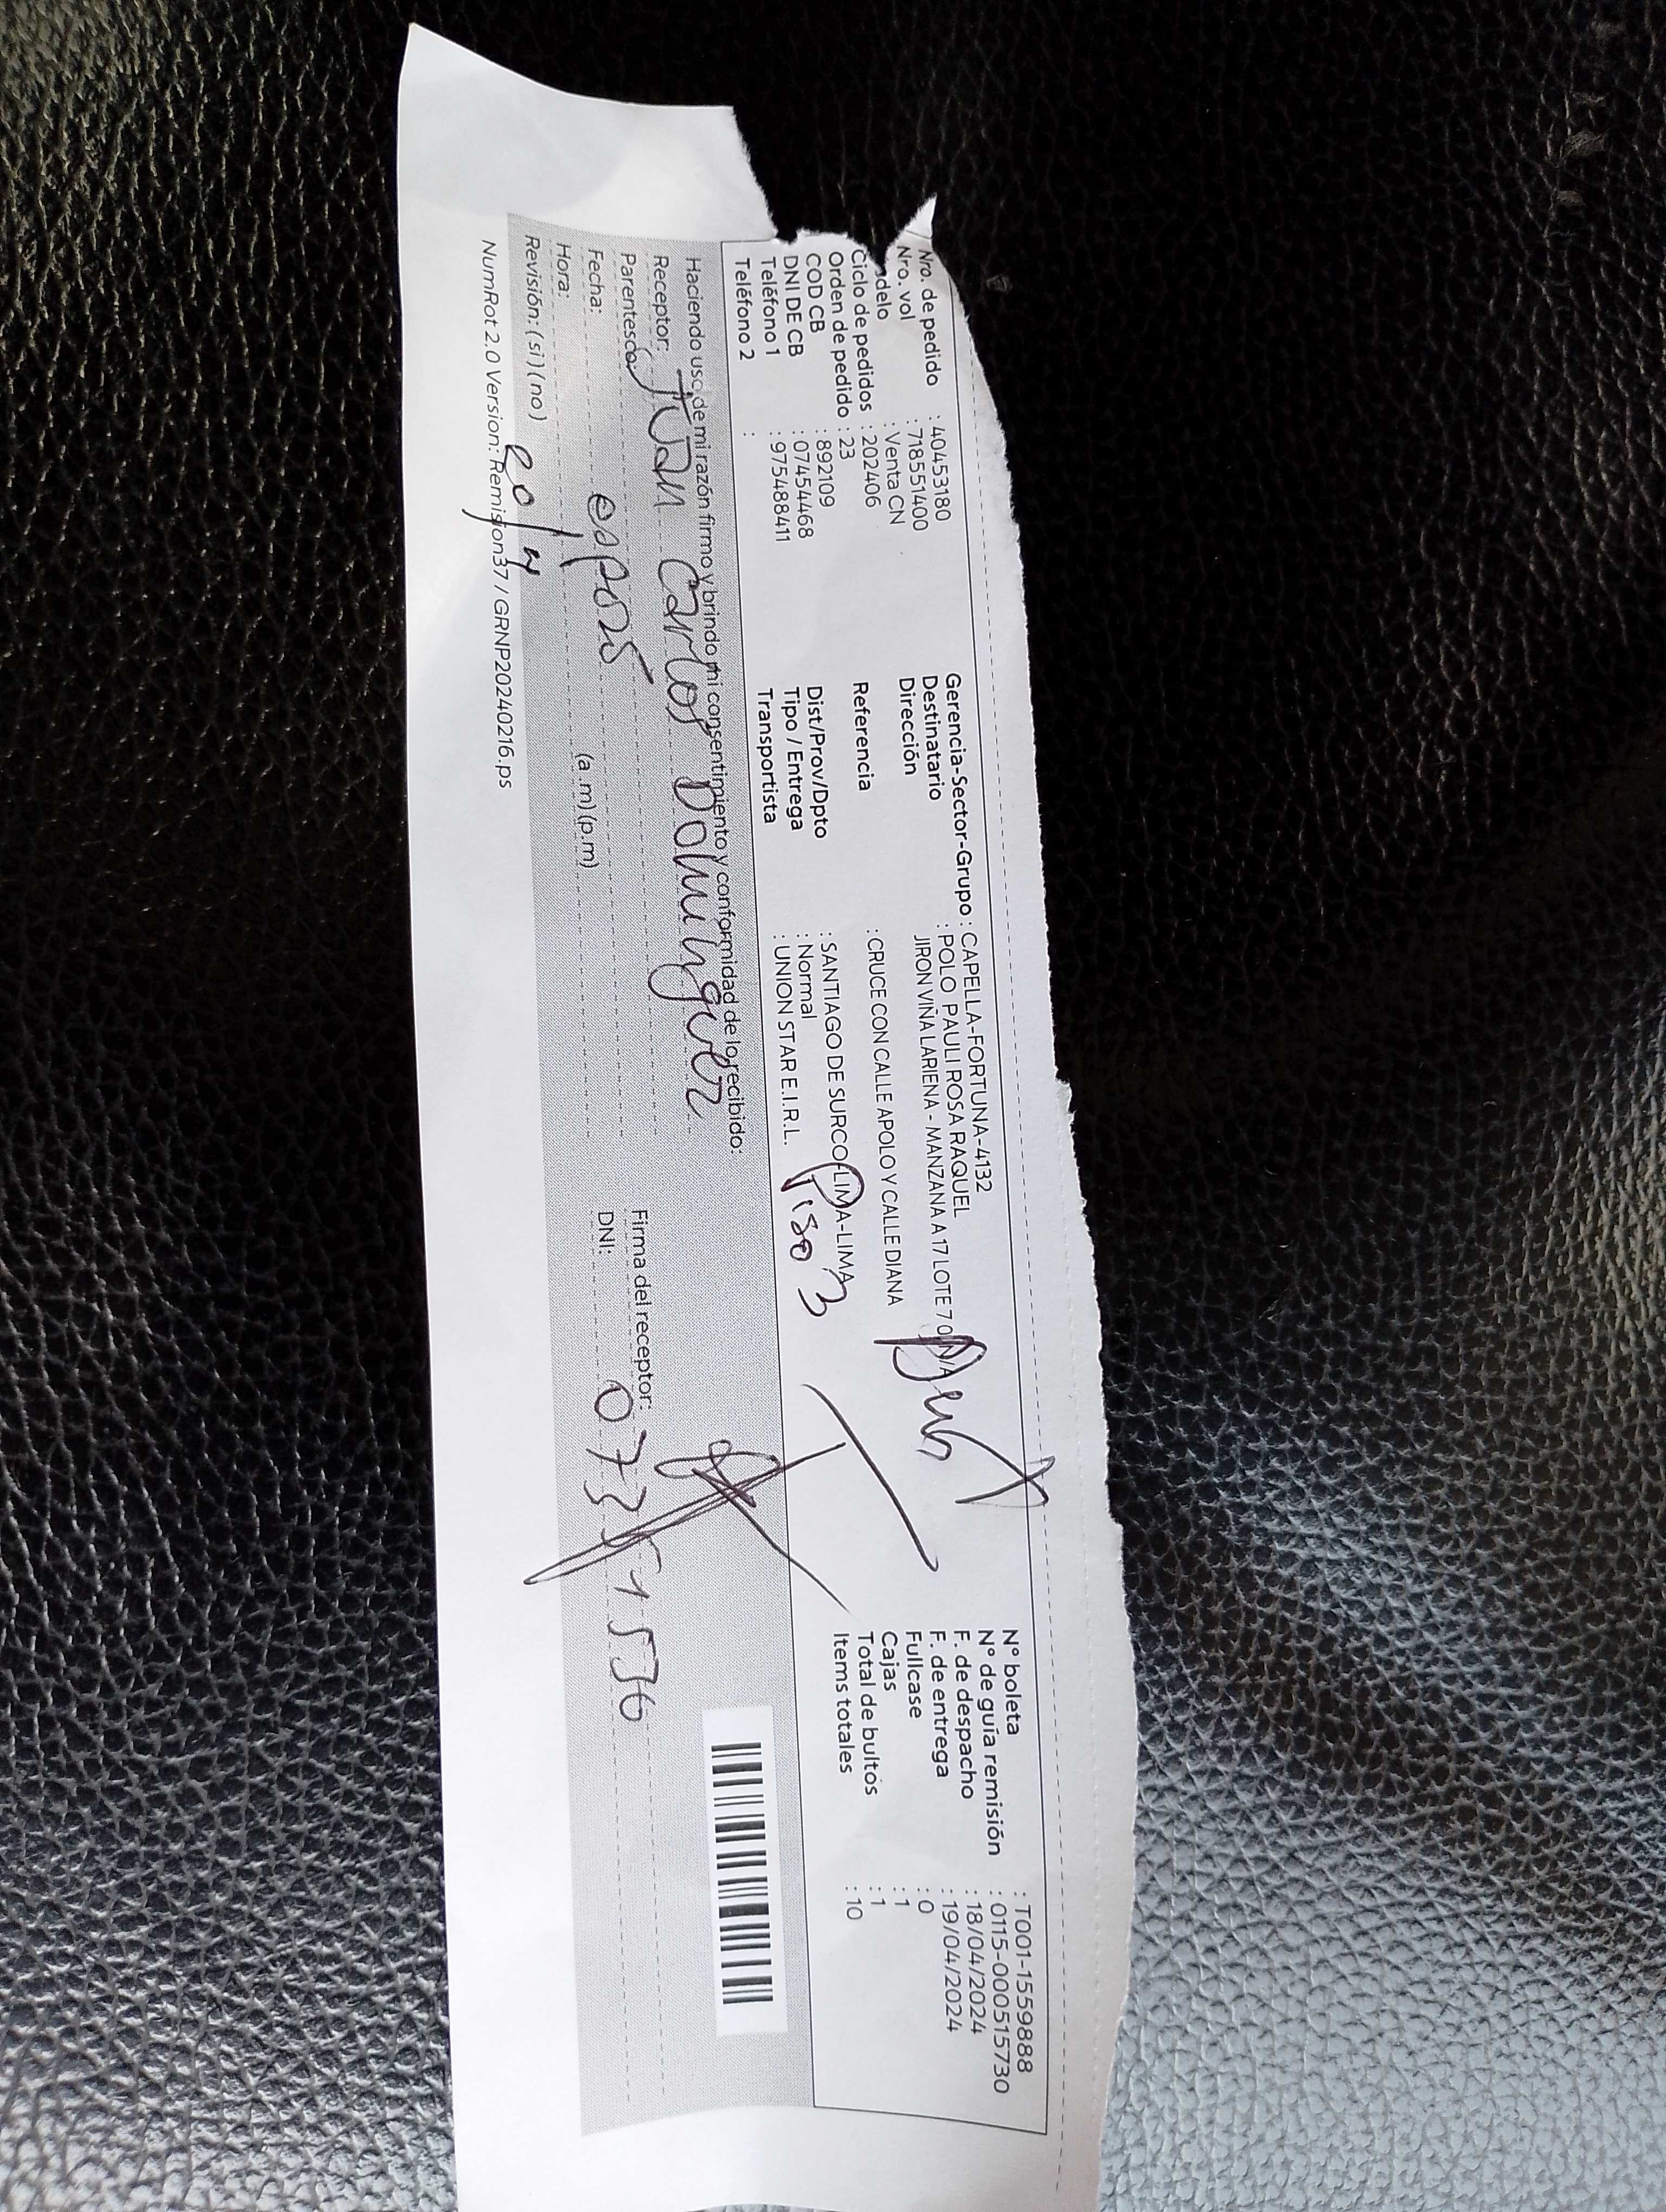 Nro. de pedido : 40453180
Nro. vol : 718551400
delo : Venta CN
Ciclo de pedidos : 202406
Orden de pedido : 23
COD CB : 892109
DNI DE CB : 07454468
Teléfono 1 : 975488411
Teléfono 2 :
Gerencia-Sector-Grupo : CAPELLA-FORTUNA-4132
Destinatario : POLO PAULI ROSA RAQUEL
Dirección JIRON VIÑA LARIENA - MANZANA A 17 LOTE 7 0 N/A
Referencia : CRUCE CON CALLE APOLO Y CALLE DIANA
Dist/Prov/Dpto : SANTIAGO DE SURCO-LIMA-LIMA
Tipo / Entrega : Normal
Transportista : UNION STAR E.I.R.L.
Piso 3
N° boleta : T001-1559888
N° de guía remisión : 0115-000515730
F. de despacho : 18/04/2024
F. de entrega : 19/04/2024
Fullcase : 0
Cajas : 1
Total de bultos : 1
Items totales : 10
Haciendo uso de mi razón firmo y brindo mi consentimiento y conformidad de lo recibido:
Receptor: Juan Carlos Dominguez
Parentesco: esposo
Fecha:
Hora: (a.m)(p.m)
Revisión: (si) (no)
Firma del receptor:
DNI:
NumRot 2.0 Version: Remision37 / GRNP20240216.ps